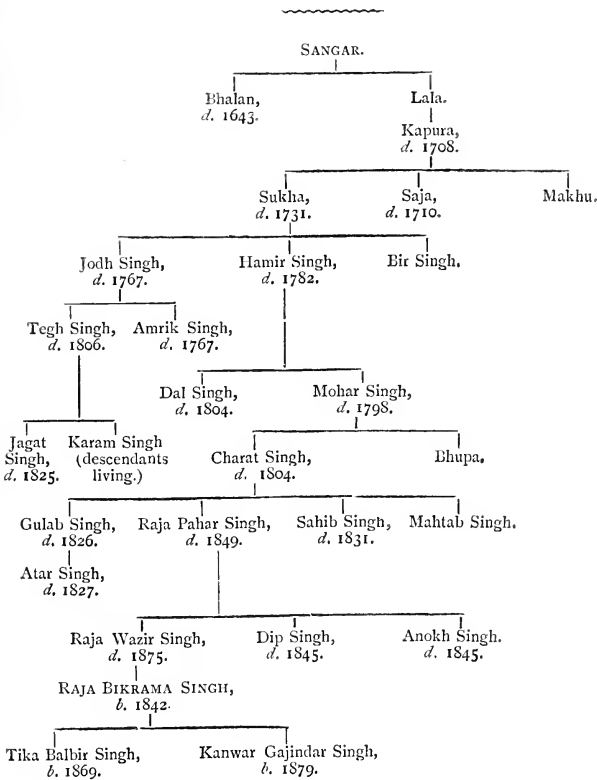 SANGAR.
Bhalan,
d. 1643.
Lala.
Kapura,
d. 1708.
Sukha,
d. 1731.
Saja,
d. 1710.
Makhu.
Jodh Singh,
d. 1767.
Hamir Singh,
d. 1782.
Bir Singh.
Tegh Singh,
d. 1806.
Amrik Singh,
d. 1767.
Dal Singh,
d. 1804.
Mohar Singh,
d. 1798.
Jagat
Singh,
d. 1825.
Karam Singh
(descendants
living.)
Charat Singh,
d. 1804.
Bhupa.
Gulab Singh,
d. 1826.
Raja Pahar Singh,
d. 1849.
Sahib Singh,
d. 1831.
Mahtab Singh.
Atar Singh,
d. 1827.
Raja Wazir Singh,
d. 1875.
Dip Singh,
d. 1845.
Anokh Singh.
d. 1845.
RAJA BIKRAMA SINGH,
b. 1842.
Tika Balbir Singh,
b. 1869.
Kanwar Gajindar Singh,
b. 1879.